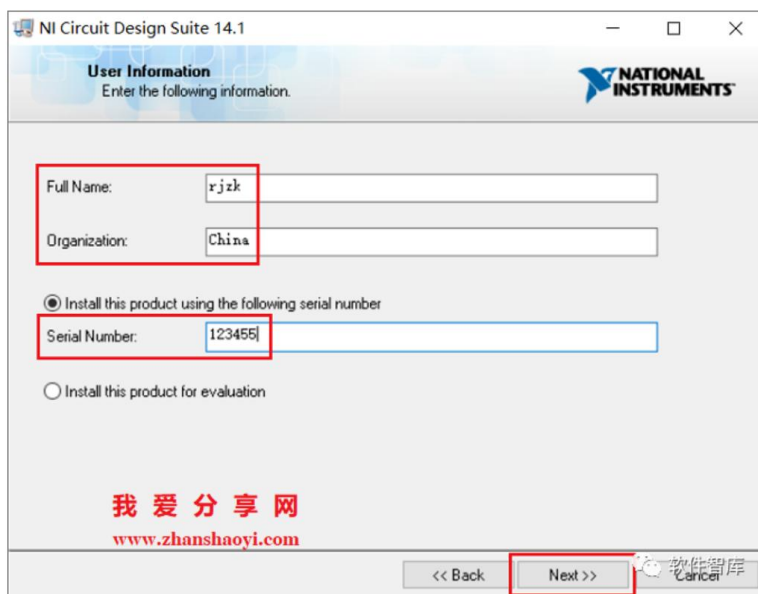 NI Circuit Design Suite 14.1
User Information
Enter the following information.
NATIONAL
INSTRUMENTS
Full Name:
rjzk
Organization:
China
Install this product using the following serial number
Serial Number:
123455
Install this product for evaluation
我爱分享网
www.zhanshaoyi.com
<< Back
Next >>
Cancel
软件智库